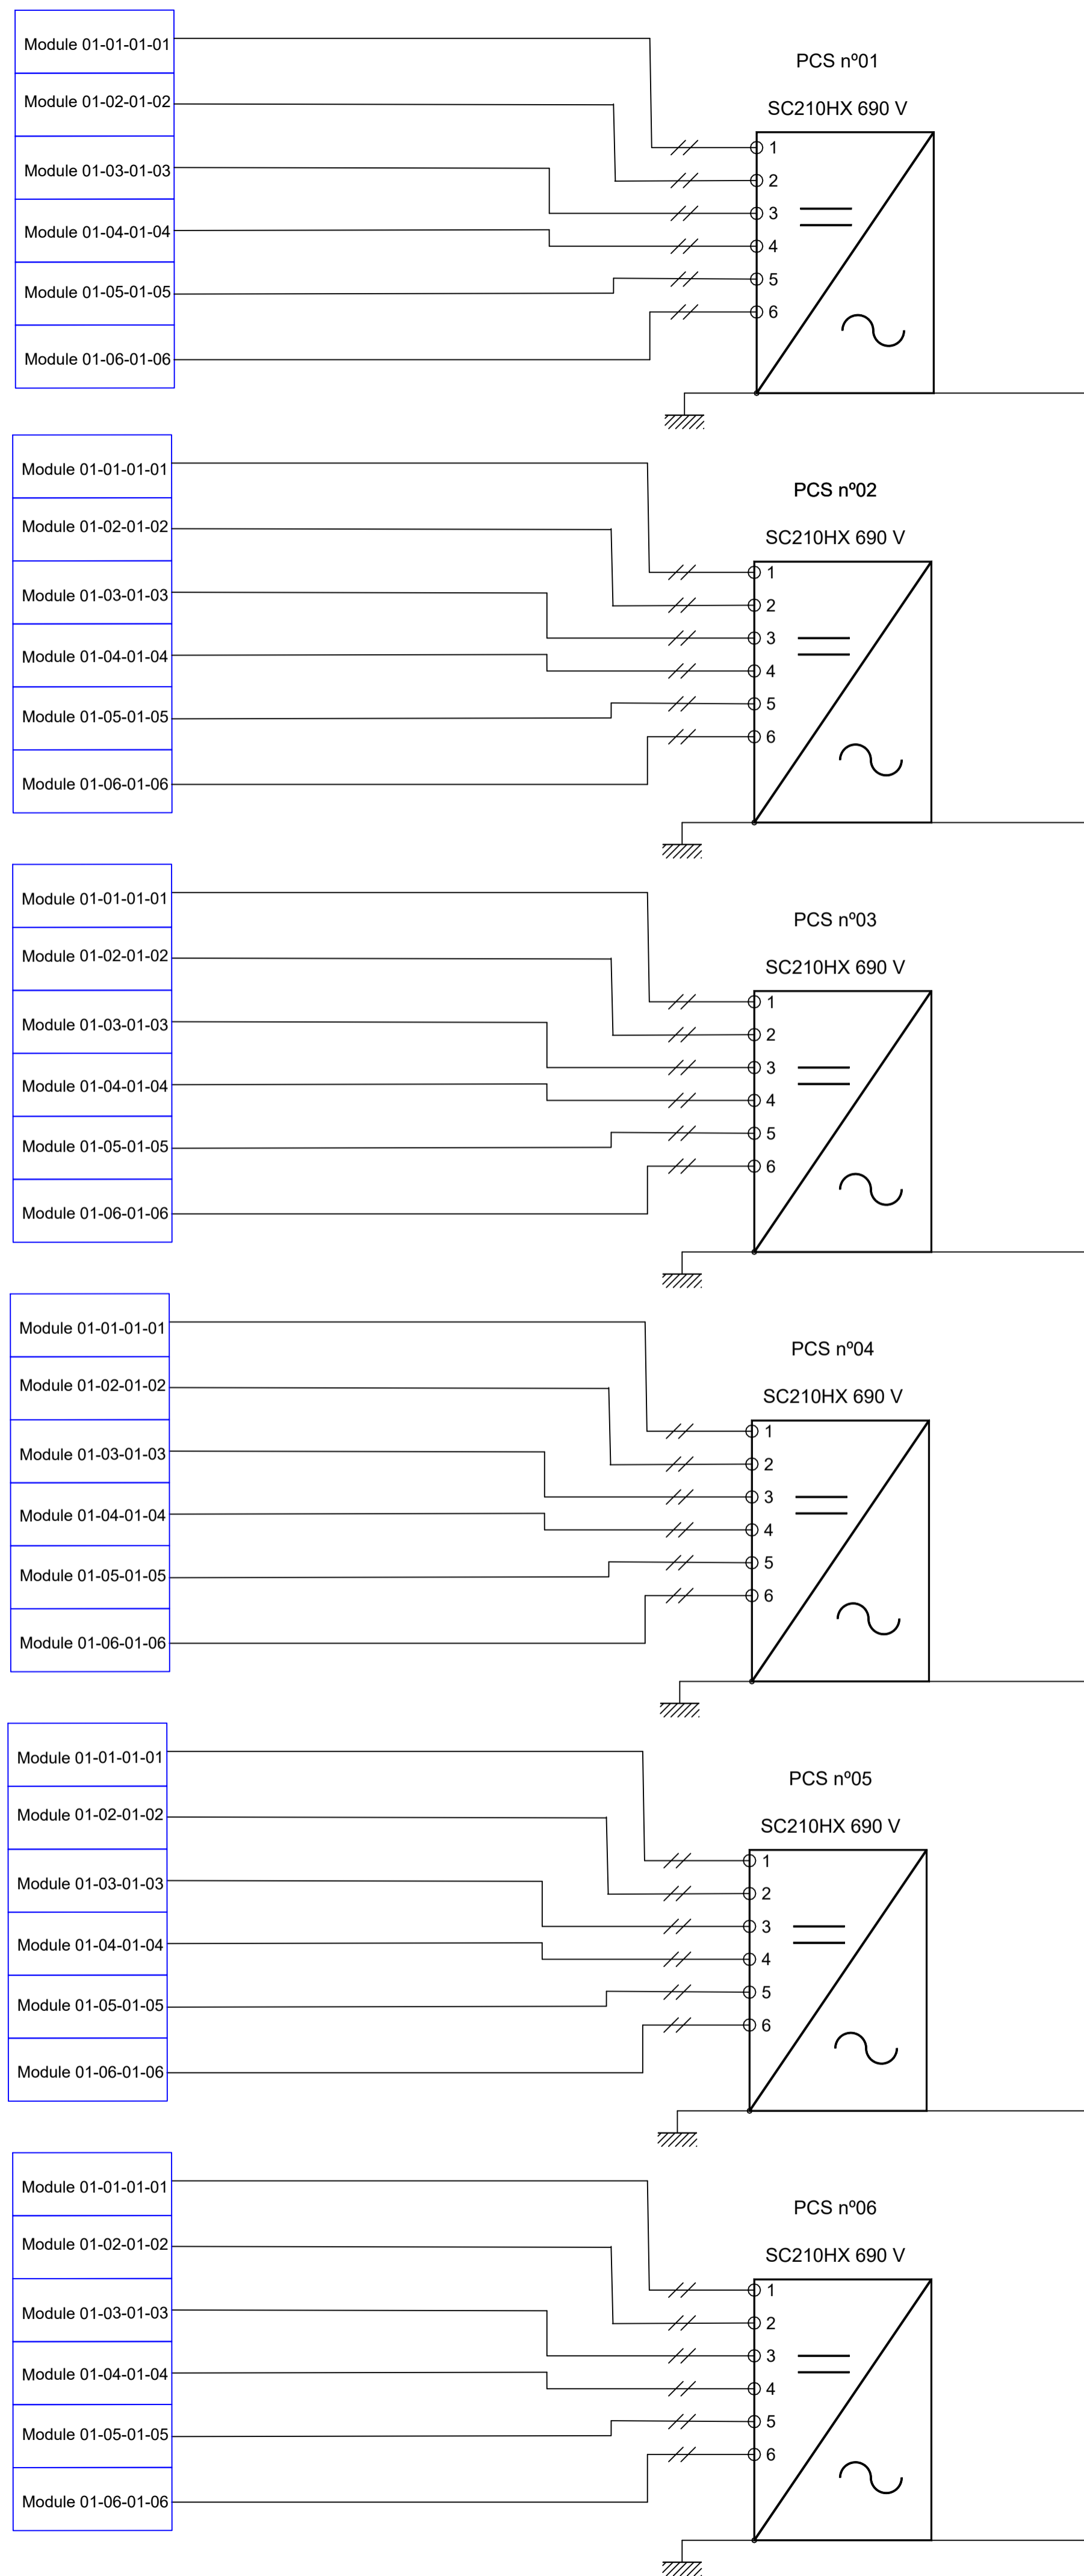 Module 01-01-01-01
Module 01-02-01-02
Module 01-03-01-03
Module 01-04-01-04
Module 01-05-01-05
Module 01-06-01-06
PCS nº01
SC210HX 690 V
1
2
3
4
5
6
Module 01-01-01-01
Module 01-02-01-02
Module 01-03-01-03
Module 01-04-01-04
Module 01-05-01-05
Module 01-06-01-06
PCS nº02
SC210HX 690 V
1
2
3
4
5
6
Module 01-01-01-01
Module 01-02-01-02
Module 01-03-01-03
Module 01-04-01-04
Module 01-05-01-05
Module 01-06-01-06
PCS nº03
SC210HX 690 V
1
2
3
4
5
6
Module 01-01-01-01
Module 01-02-01-02
Module 01-03-01-03
Module 01-04-01-04
Module 01-05-01-05
Module 01-06-01-06
PCS nº04
SC210HX 690 V
1
2
3
4
5
6
Module 01-01-01-01
Module 01-02-01-02
Module 01-03-01-03
Module 01-04-01-04
Module 01-05-01-05
Module 01-06-01-06
PCS nº05
SC210HX 690 V
1
2
3
4
5
6
Module 01-01-01-01
Module 01-02-01-02
Module 01-03-01-03
Module 01-04-01-04
Module 01-05-01-05
Module 01-06-01-06
PCS nº06
SC210HX 690 V
1
2
3
4
5
6